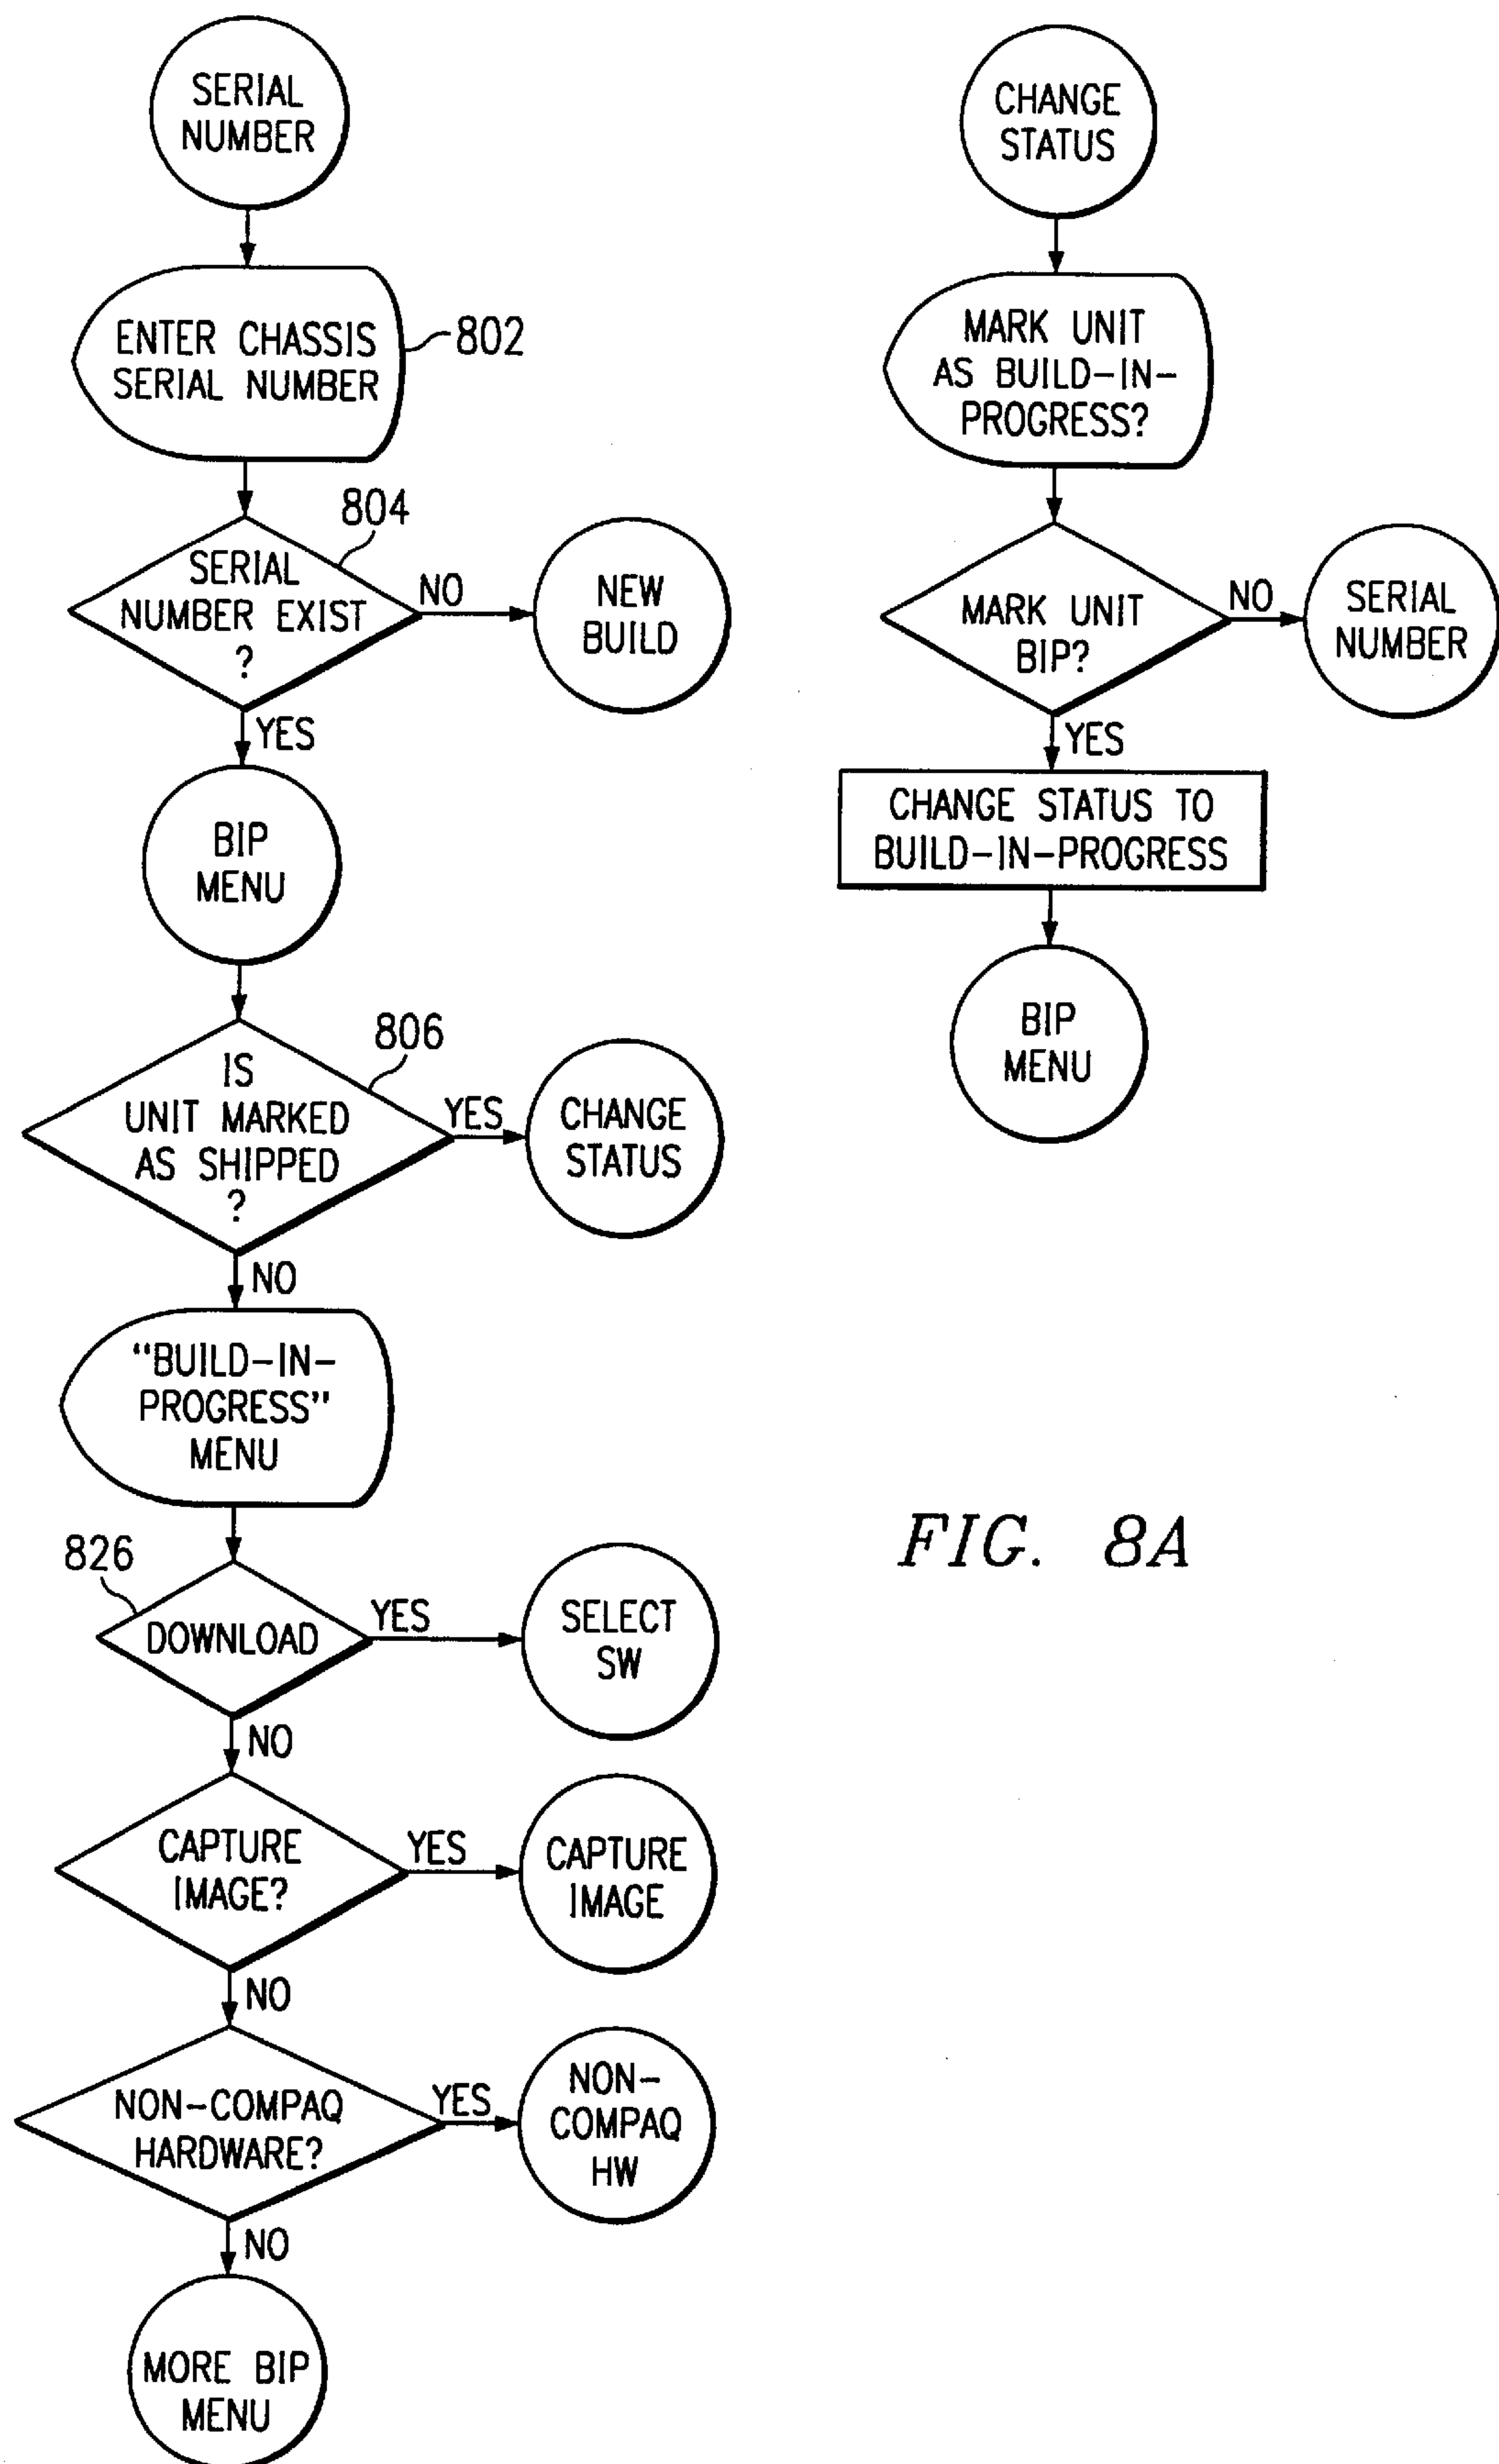 SERIAL
NUMBER
ENTER CHASSIS
SERIAL NUMBER
802
804
SERIAL
NUMBER EXIST
?
NO
NEW
BUILD
YES
BIP
MENU
806
IS
UNIT MARKED
AS SHIPPED
?
YES
CHANGE
STATUS
NO
"BUILD-IN-
PROGRESS"
MENU
826
DOWNLOAD
YES
SELECT
SW
NO
CAPTURE
IMAGE?
YES
CAPTURE
IMAGE
NO
NON-COMPAQ
HARDWARE?
YES
NON-
COMPAQ
HW
NO
MORE BIP
MENU
CHANGE
STATUS
MARK UNIT
AS BUILD-IN-
PROGRESS?
MARK UNIT
BIP?
NO
SERIAL
NUMBER
YES
CHANGE STATUS TO
BUILD-IN-PROGRESS
BIP
MENU
FIG. 8A